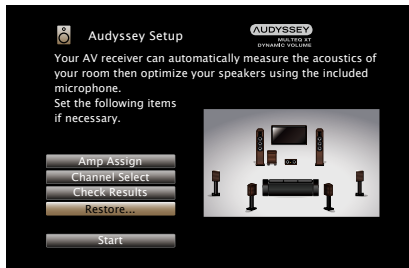 Audyssey Setup
AUDYSSEY
MULTEQ XT
DYNAMIC VOLUME
Your AV receiver can automatically measure the acoustics of
your room then optimize your speakers using the included
microphone.
Set the following items
if necessary.
Amp Assign
Channel Select
Check Results
Restore...
Start